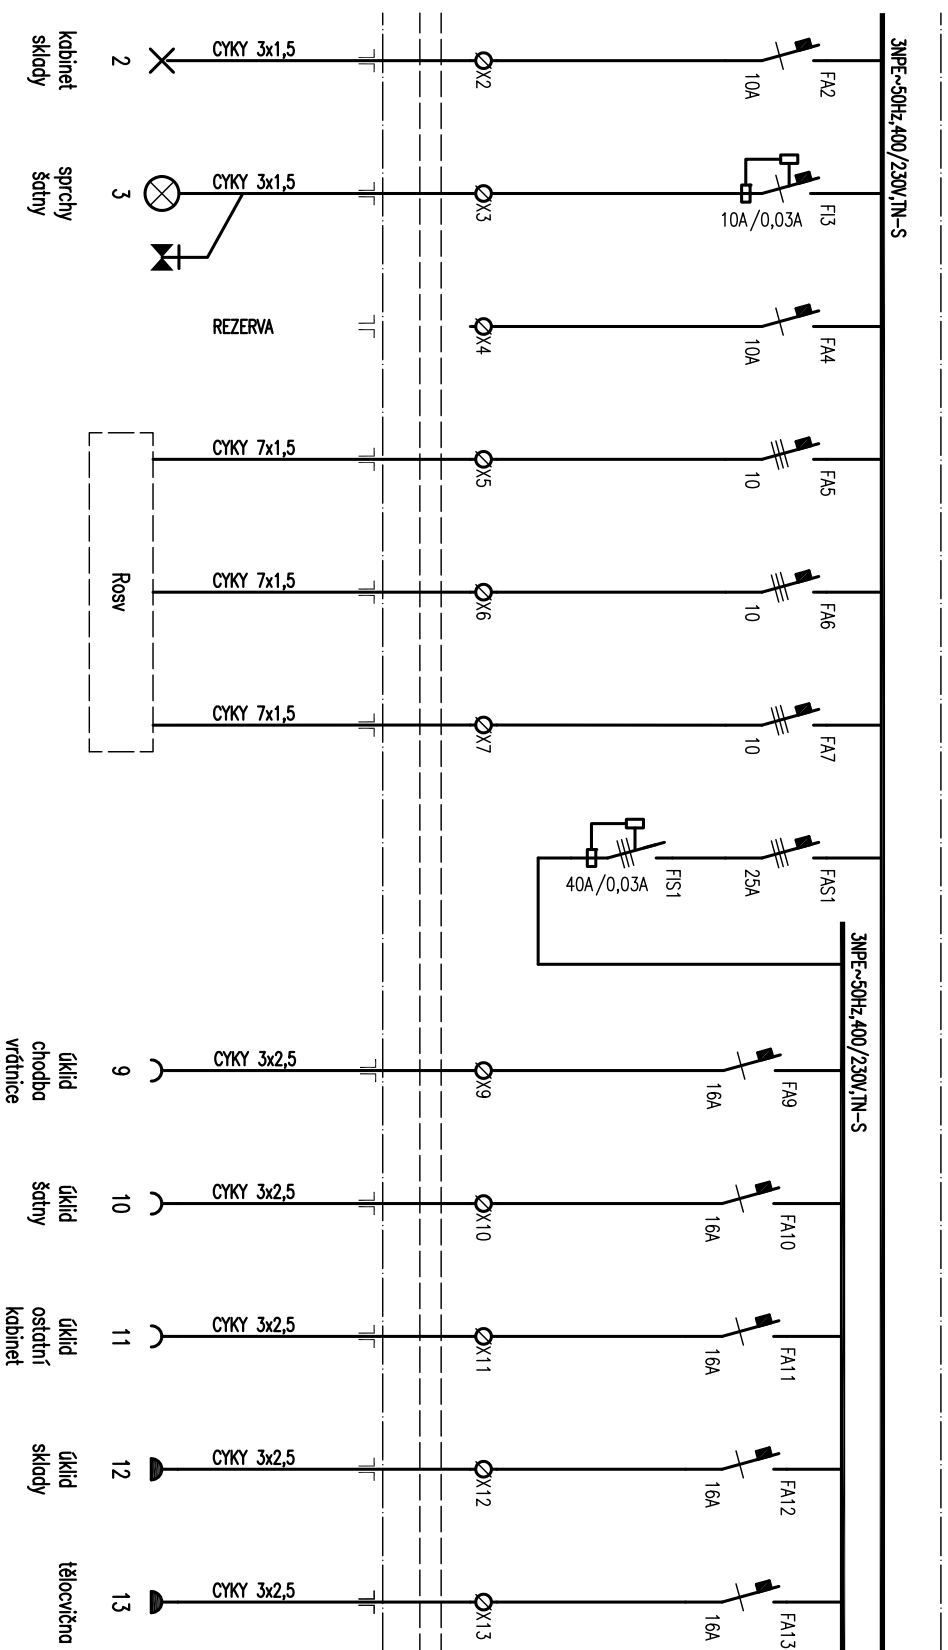 3NPE~50Hz,400/230V,TN-S
FA2
10A
X2
CYKY 3x1,5
2
kabinet
sklady
FI3
10A/0,03A
X3
CYKY 3x1,5
3
sprchy
šatny
FA4
10A
X4
REZERVA
FA5
10
X5
CYKY 7x1,5
FA6
10
X6
CYKY 7x1,5
Rosv
FA7
10
X7
CYKY 7x1,5
FAS1
25A
FIS1
40A/0,03A
3NPE~50Hz,400/230V,TN-S
FA9
16A
X9
CYKY 3x2,5
9
úklid
chodba
vrátnice
FA10
16A
X10
CYKY 3x2,5
10
úklid
šatny
FA11
16A
X11
CYKY 3x2,5
11
úklid
ostatní
kabinet
FA12
16A
X12
CYKY 3x2,5
12
úklid
sklady
FA13
16A
X13
CYKY 3x2,5
13
tělocvična